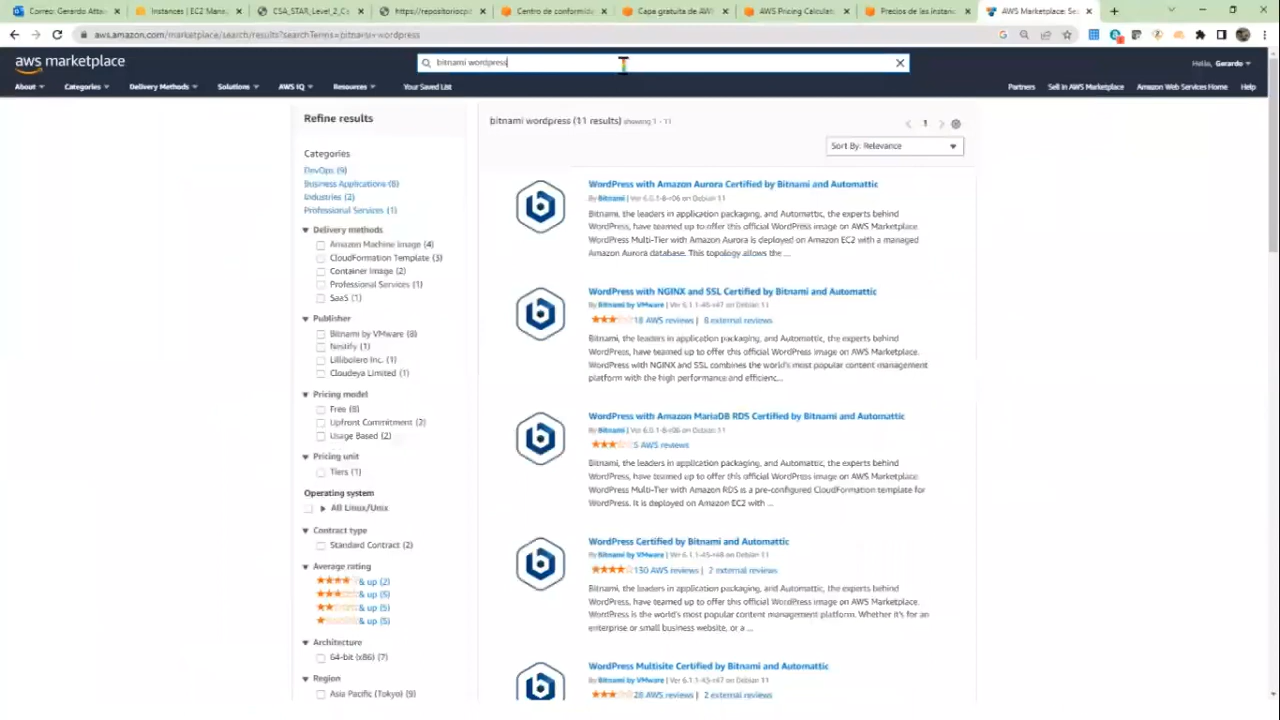 Correo: Gerardo Attas
Instances | EC2 Mana
CSA_STAR_Level_2_C
https://repositoriocpi
Centro de conformida
Capa gratuita de AW
AWS Pricing Calculat
Precios de las instan
AWS Marketplace: Se
aws.amazon.com/marketplace/search/results?searchTerms=bitnami+wordpress
aws marketplace
bitnami wordpress
Hello, Gerardo
About
Categories
Delivery Methods
Solutions
AWS IQ
Resources
Your Saved List
Partners
Sell in AWS Marketplace
Amazon Web Services Home
Help
Refine results
Categories
DevOps (9)
Business Applications (8)
Industries (2)
Professional Services (1)
Delivery methods
Amazon Machine Image (4)
CloudFormation Template (3)
Container Image (2)
Professional Services (1)
SaaS (1)
Publisher
Bitnami by VMware (8)
Nestify (1)
Lillibolero Inc. (1)
Cloudeya Limited (1)
Pricing model
Free (8)
Upfront Commitment (2)
Usage Based (2)
Pricing unit
Tiers (1)
Operating system
All Linux/Unix
Contract type
Standard Contract (2)
Average rating
& up (2)
& up (5)
& up (5)
& up (5)
Architecture
64-bit (x86) (7)
Region
Asia Pacific (Tokyo) (9)
bitnami wordpress (11 results) showing 1 - 11
1
Sort By: Relevance
WordPress with Amazon Aurora Certified by Bitnami and Automattic
By Bitnami | Ver 6.0.1-8-r06 on Debian 11
Bitnami, the leaders in application packaging, and Automattic, the experts behind
WordPress, have teamed up to offer this official WordPress image on AWS Marketplace.
WordPress Multi-Tier with Amazon Aurora is deployed on Amazon EC2 with a managed
Amazon Aurora database. This topology allows the ...
WordPress with NGINX and SSL Certified by Bitnami and Automattic
By Bitnami by VMware | Ver 6.1.1-45-r47 on Debian 11
18 AWS reviews | 8 external reviews
Bitnami, the leaders in application packaging, and Automattic, the experts behind
WordPress, have teamed up to offer this official WordPress image on AWS Marketplace.
WordPress with NGINX and SSL combines the world's most popular content management
platform with the high performance and efficienc...
WordPress with Amazon MariaDB RDS Certified by Bitnami and Automattic
By Bitnami | Ver 6.0.1-8-r06 on Debian 11
5 AWS reviews
Bitnami, the leaders in application packaging, and Automattic, the experts behind
WordPress, have teamed up to offer this official WordPress image on AWS Marketplace.
WordPress Multi-Tier with Amazon RDS is a pre-configured CloudFormation template for
WordPress. It is deployed on Amazon EC2 with ...
WordPress Certified by Bitnami and Automattic
By Bitnami by VMware | Ver 6.1.1-45-r48 on Debian 11
130 AWS reviews | 2 external reviews
Bitnami, the leaders in application packaging, and Automattic, the experts behind
WordPress, have teamed up to offer this official WordPress image on AWS Marketplace.
WordPress is the world's most popular content management platform. Whether it's for an
enterprise or small business website, or a ...
WordPress Multisite Certified by Bitnami and Automattic
By Bitnami by VMware | Ver 6.1.1-45-r47 on Debian 11
28 AWS reviews | 2 external reviews